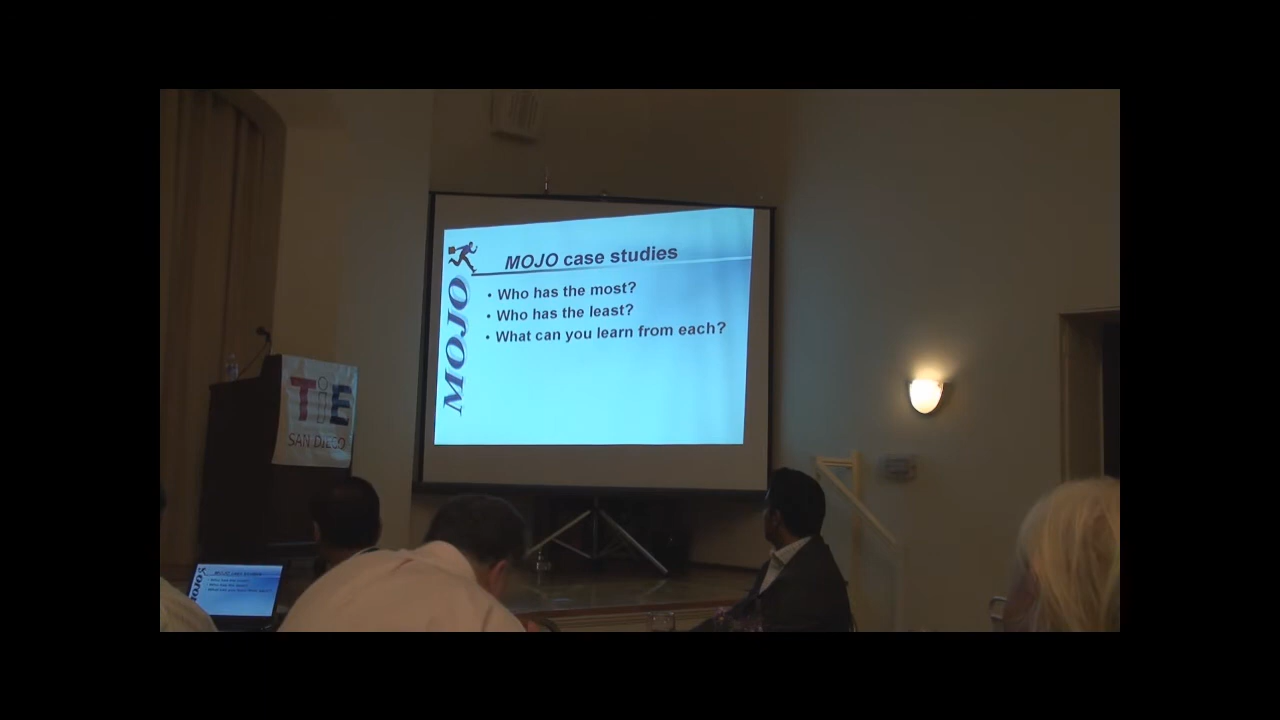 MOJO case studies
• Who has the most?
• Who has the least?
• What can you learn from each?
MOJO
TiE
SAN DIEGO